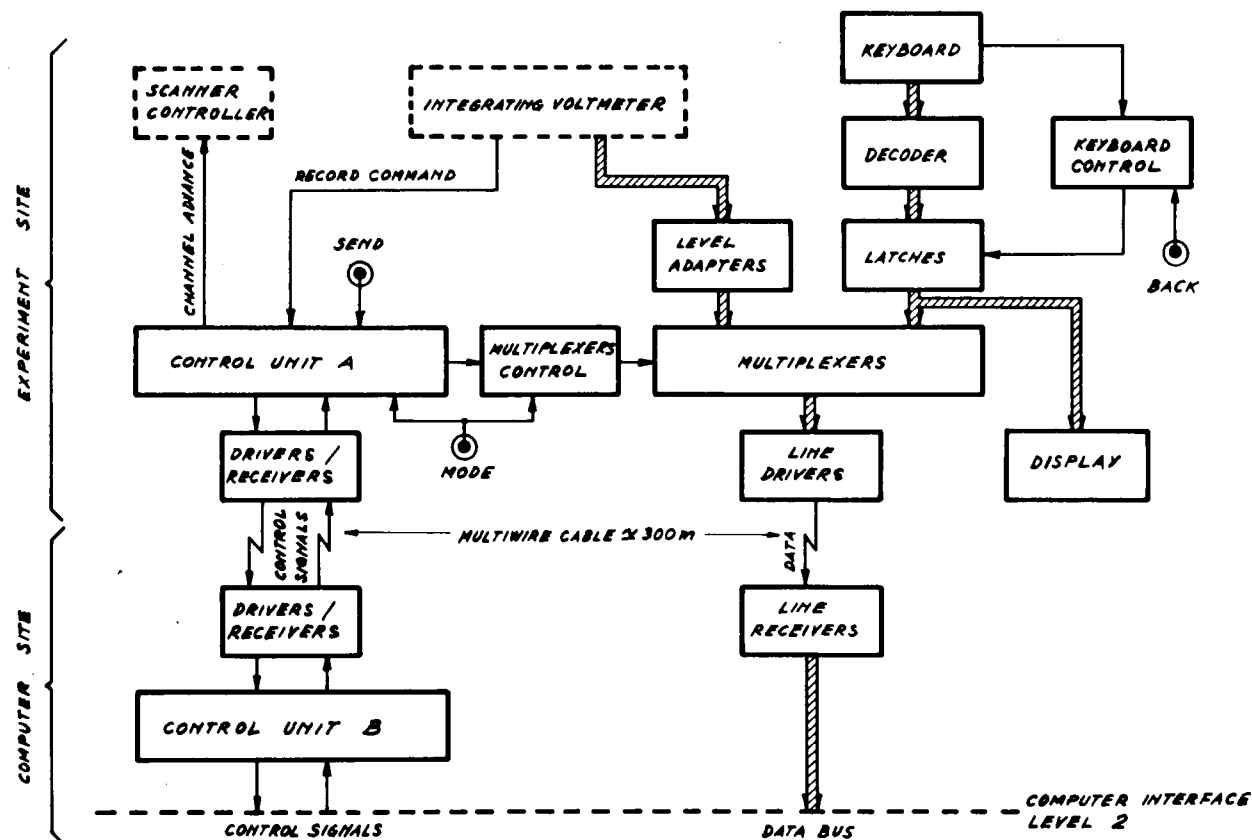 KEYBOARD
SCANNER
CONTROLLER
INTEGRATING VOLTMETER
DECODER
KEYBOARD
CONTROL
CHANNEL ADVANCE
RECORD COMMAND
SEND
LEVEL
ADAPTERS
LATCHES
BACK
EXPERIMENT SITE
CONTROL UNIT A
MULTIPLEXERS
CONTROL
MULTIPLEXERS
DRIVERS /
RECEIVERS
MODE
LINE
DRIVERS
DISPLAY
CONTROL
SIGNALS
MULTIWIRE CABLE ≃ 300m
DATA
DRIVERS /
RECEIVERS
LINE
RECEIVERS
COMPUTER SITE
CONTROL UNIT B
COMPUTER INTERFACE
LEVEL 2
CONTROL SIGNALS
DATA BUS